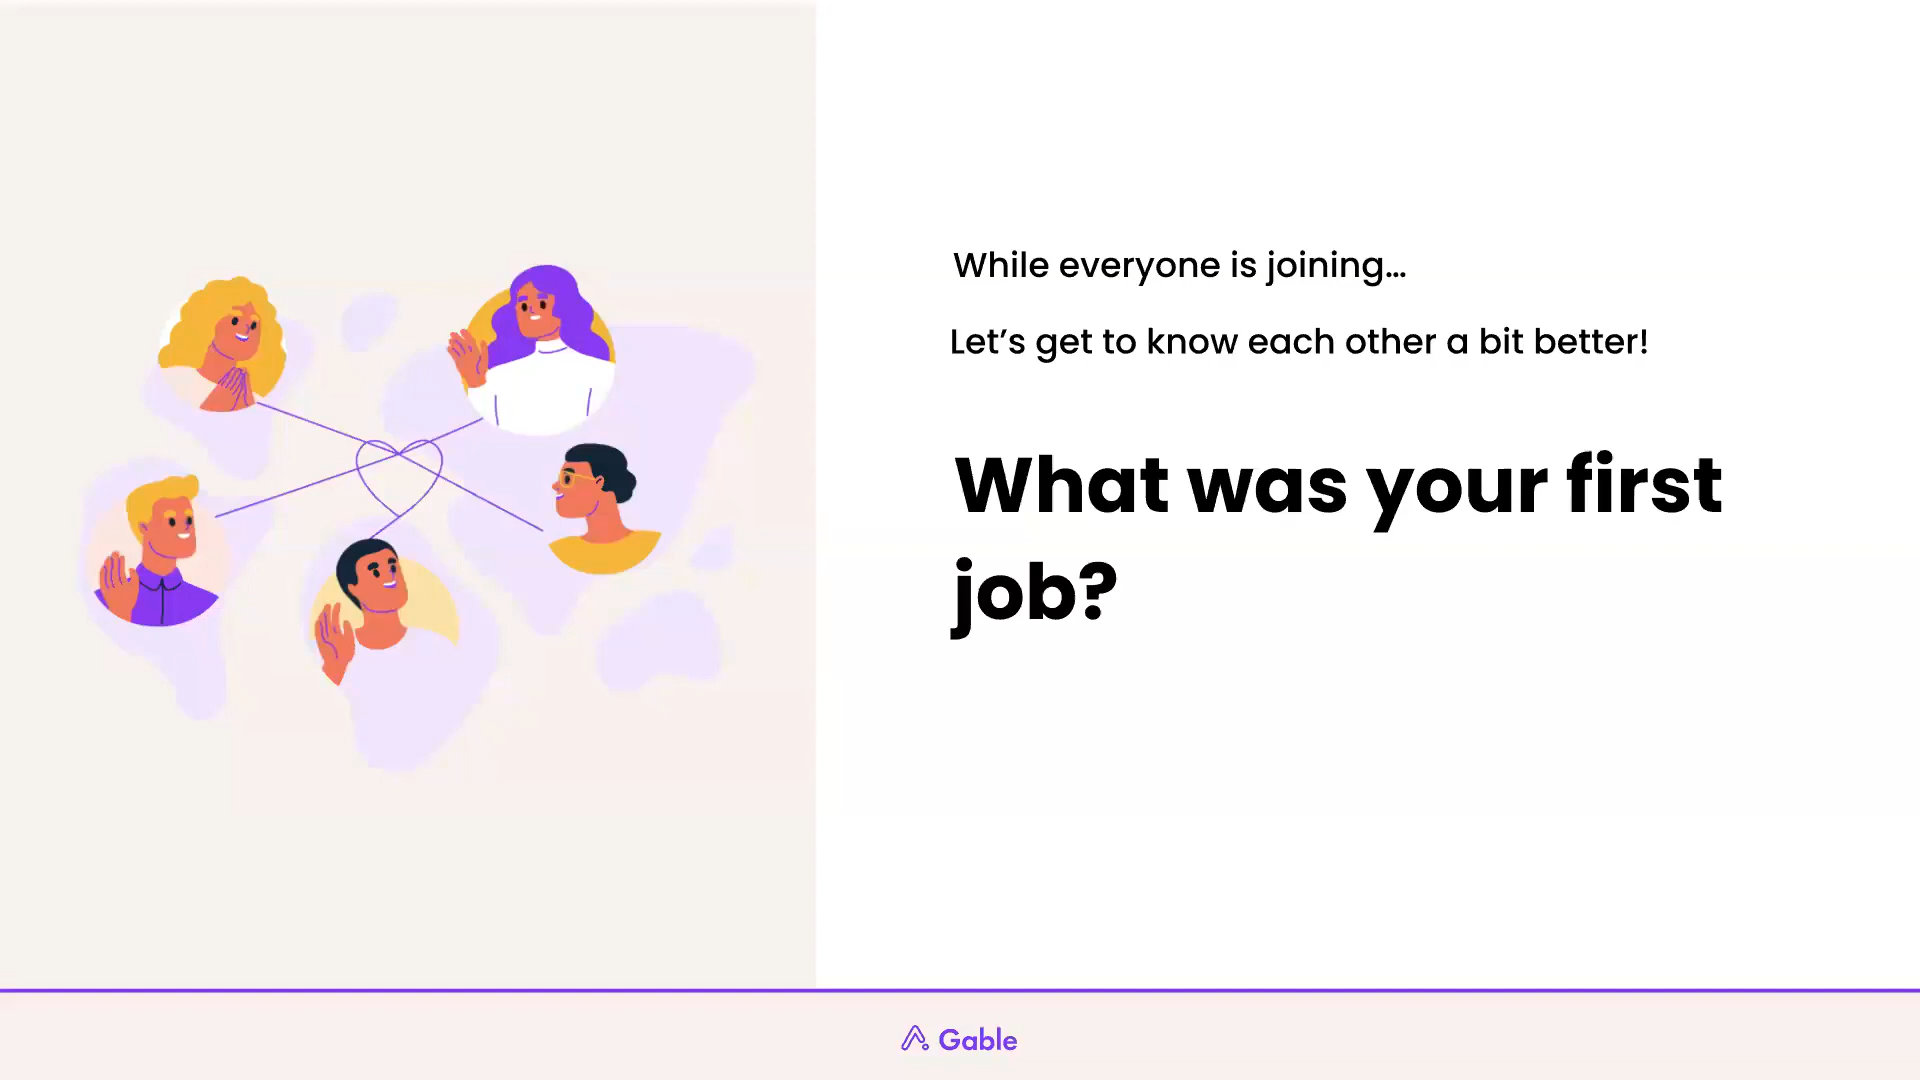 While everyone is joining...
Let’s get to know each other a bit better!
What was your first
job?
Gable